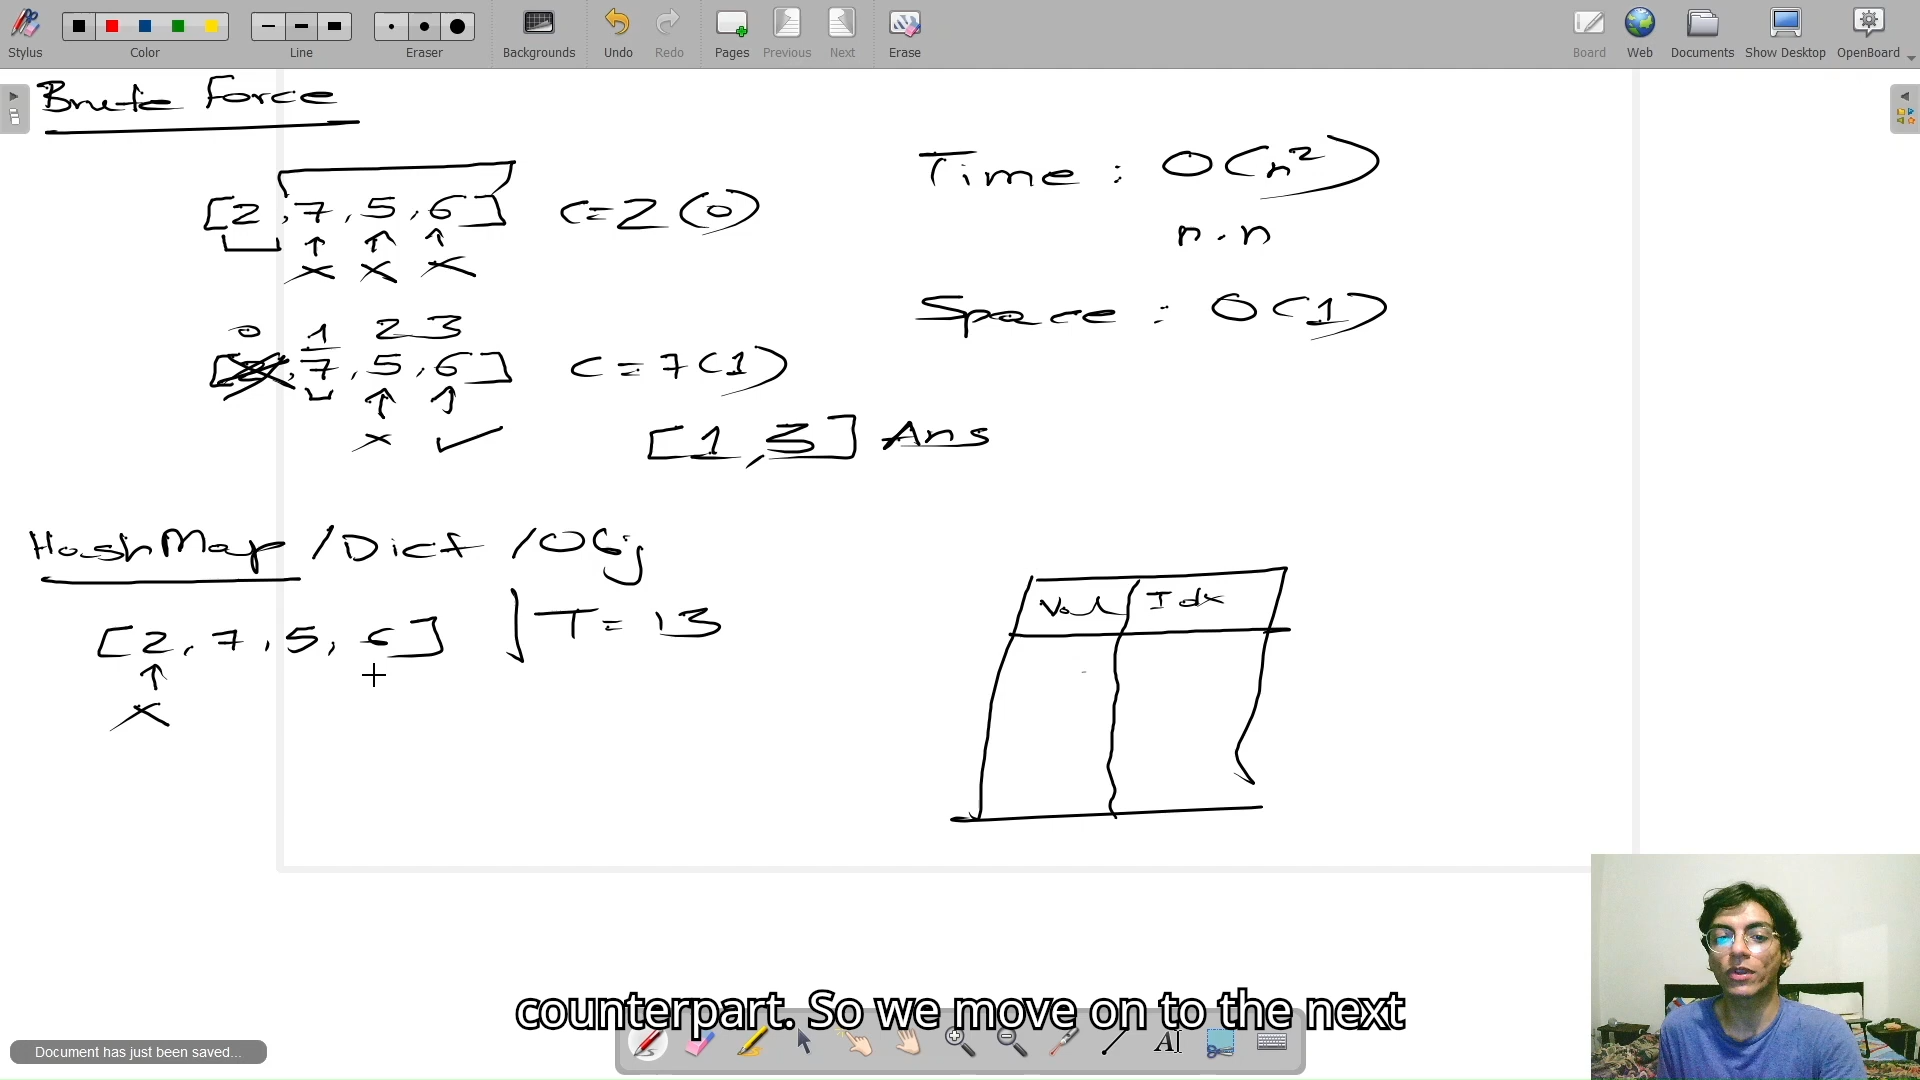 Stylus Color Line Eraser Backgrounds Undo Redo Pages Previous Next Erase Board Web Documents Show Desktop OpenBoard
Brute Force
[2,7,5,6] c=2(0)
Time : O(n²)
n.n
Space : O(1)
0 1 2 3
,7,5,6] c=7(1)
[1,3] Ans
HashMap/Dict/Obj
[2,7,5,6] T=13
Val Idx
counterpart. So we move on to the next
Document has just been saved...